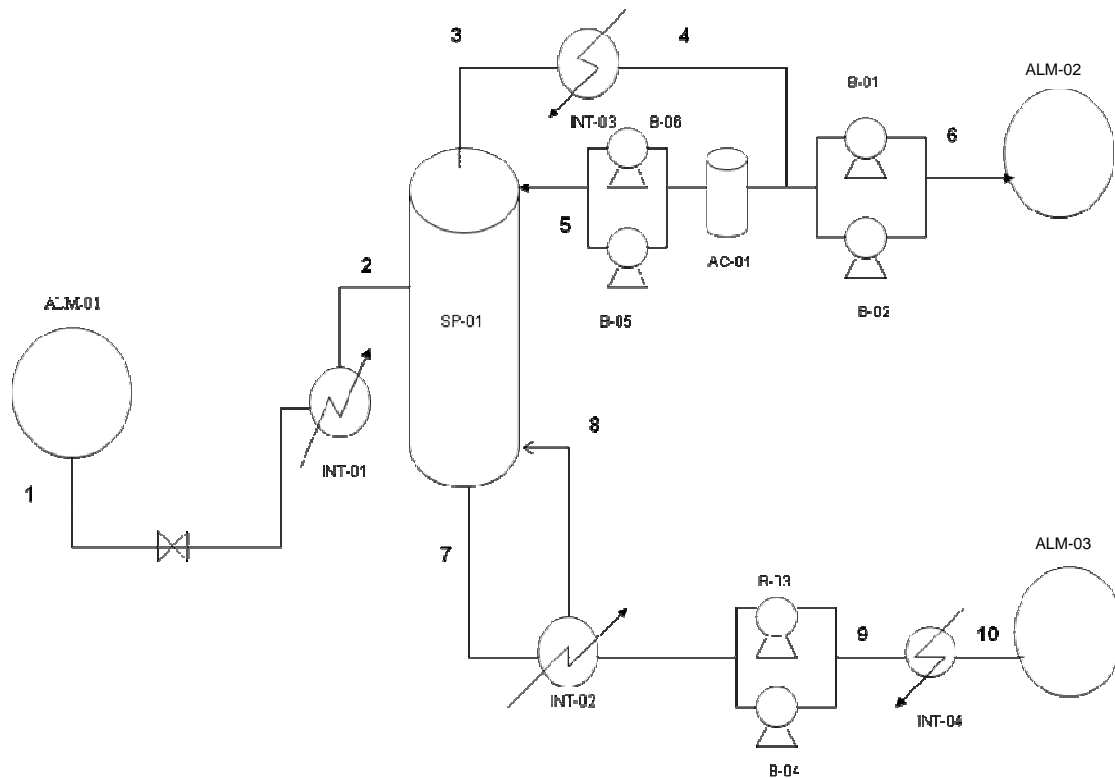 3
4
ALM-02
B-01
INT-03
B-06
6
5
AC-01
2
ALM-01
SP-01
B-05
B-02
8
INT-01
1
7
ALM-03
B-03
9
10
INT-02
INT-04
B-04